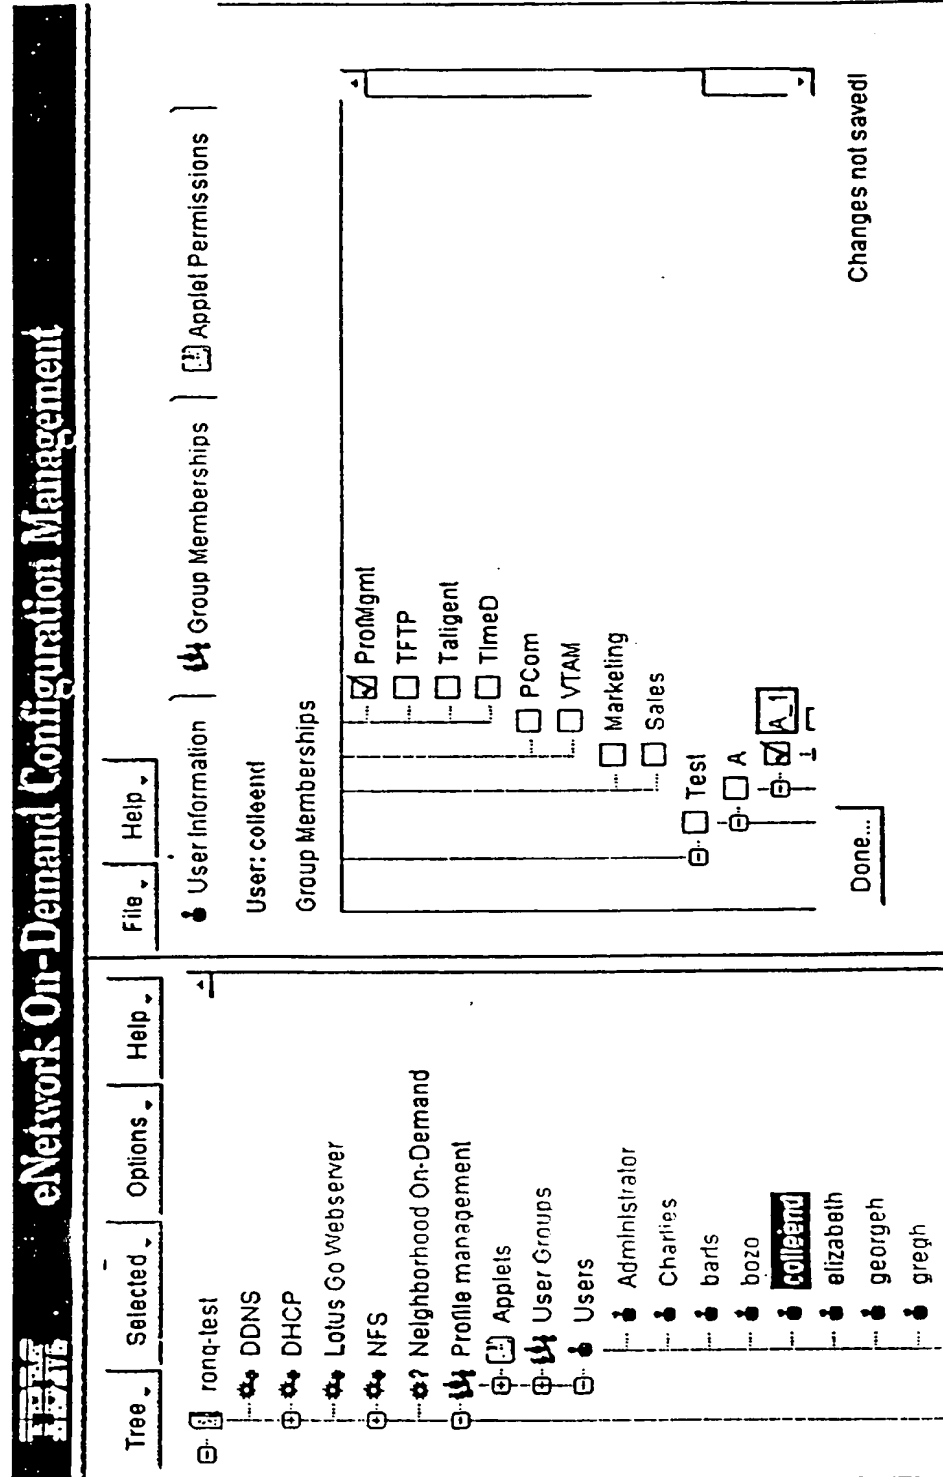 IBM eNetwork On-Demand Configuration Management
Tree Selected Options Help
ronq-test
DDNS
DHCP
Lotus Go Webserver
NFS
Neighborhood On-Demand
Profile management
Applets
User Groups
Users
Administrator
Charlies
barls
bozo
colleend
elizabeth
georgeh
gregh
File Help
User Information Group Memberships Applet Permissions
User: colleend
Group Memberships
ProfMgmt
TFTP
Taligent
TimeD
PCom
VTAM
Marketing
Sales
Test
A
A_1
Done...
Changes not saved!